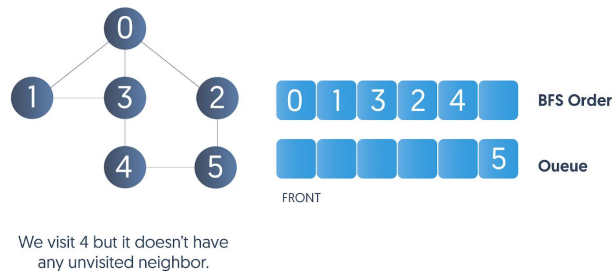 0
1
3
2
4
5
0 1 3 2 4
BFS Order
5
Queue
FRONT
We visit 4 but it doesn't have
any unvisited neighbor.